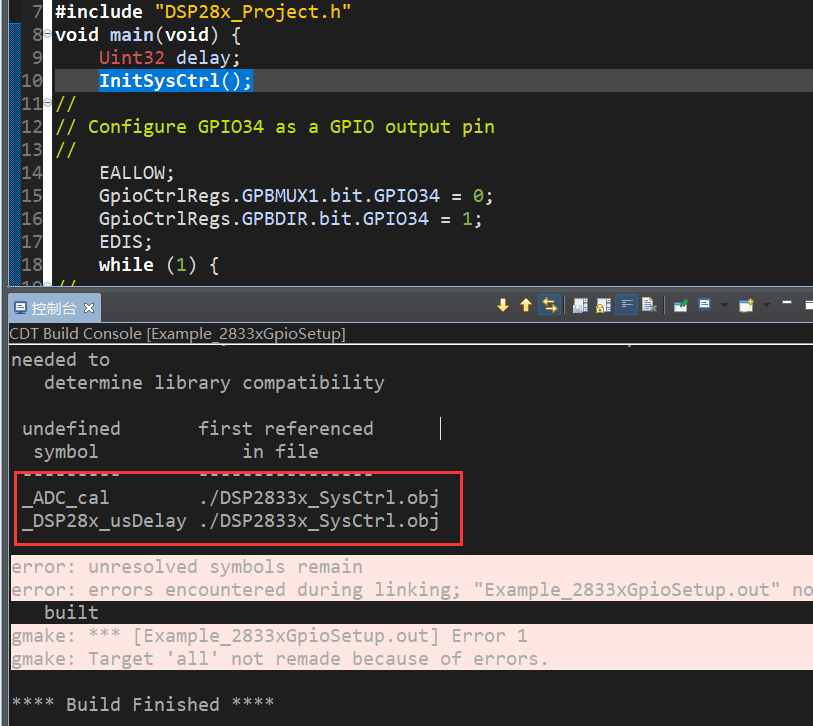 7 #include "DSP28x_Project.h"
8 void main(void) {
9 Uint32 delay;
10 InitSysCtrl();
11 //
12 // Configure GPIO34 as a GPIO output pin
13 //
14 EALLOW;
15 GpioCtrlRegs.GPBMUX1.bit.GPIO34 = 0;
16 GpioCtrlRegs.GPBDIR.bit.GPIO34 = 1;
17 EDIS;
18 while (1) {
控制台
CDT Build Console [Example_2833xGpioSetup]
needed to
determine library compatibility
undefined first referenced
symbol in file
--------- ----------------
_ADC_cal ./DSP2833x_SysCtrl.obj
_DSP28x_usDelay ./DSP2833x_SysCtrl.obj
error: unresolved symbols remain
error: errors encountered during linking; "Example_2833xGpioSetup.out" no
built
gmake: *** [Example_2833xGpioSetup.out] Error 1
gmake: Target 'all' not remade because of errors.
**** Build Finished ****